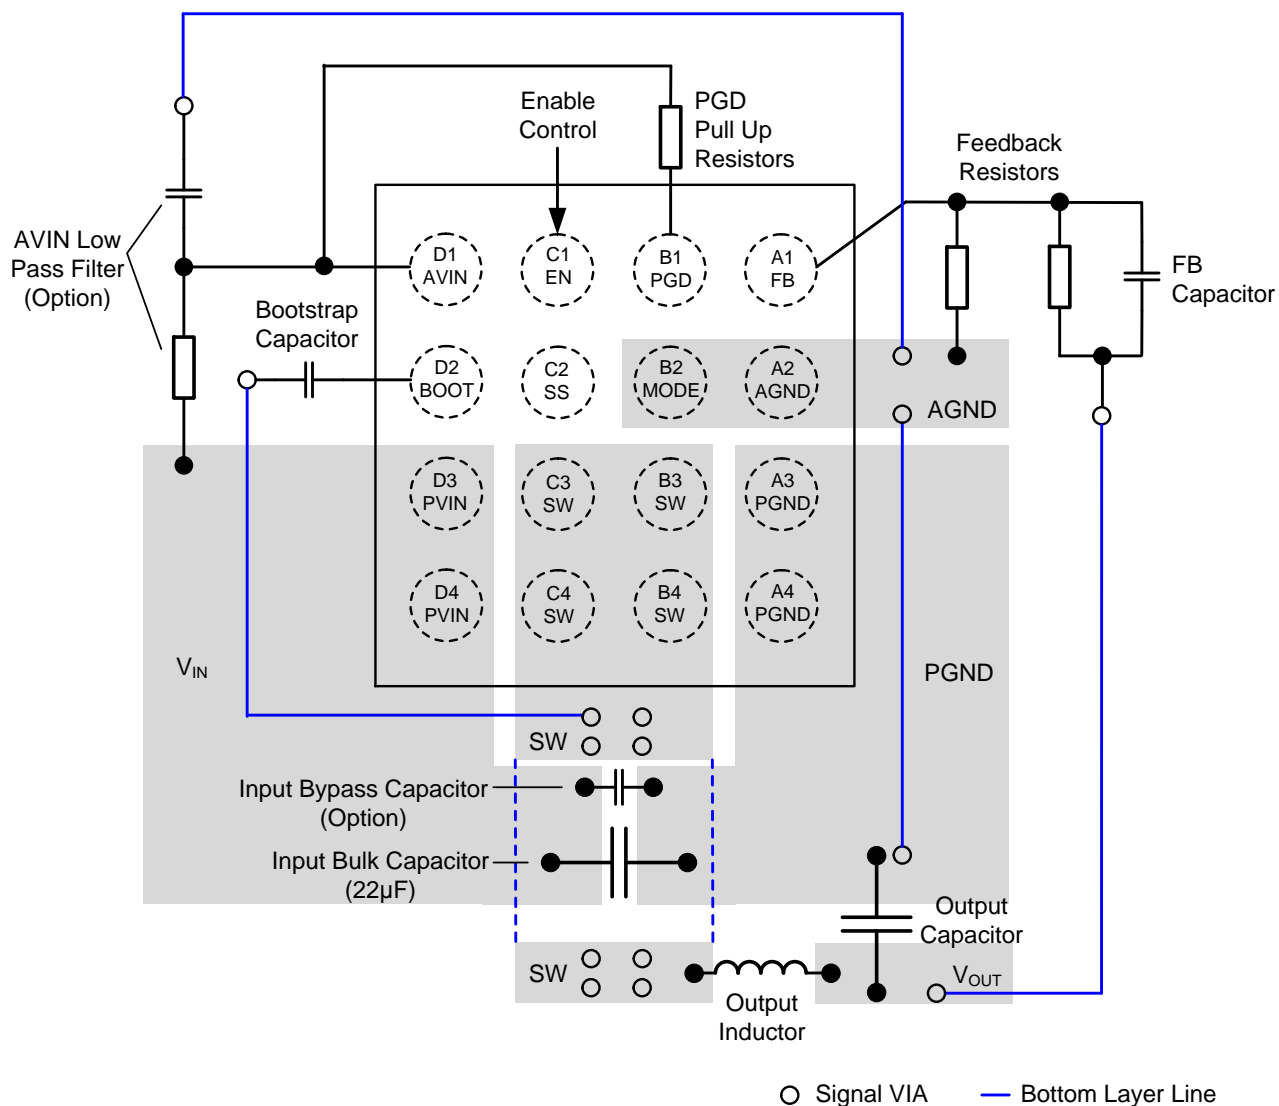 Enable
Control
PGD
Pull Up
Resistors
Feedback
Resistors
AVIN Low
Pass Filter
(Option)
D1
AVIN
C1
EN
B1
PGD
A1
FB
FB
Capacitor
Bootstrap
Capacitor
D2
BOOT
C2
SS
B2
MODE
A2
AGND
AGND
D3
PVIN
C3
SW
B3
SW
A3
PGND
D4
PVIN
C4
SW
B4
SW
A4
PGND
VIN
PGND
SW
Input Bypass Capacitor
(Option)
Input Bulk Capacitor
(22µF)
Output
Capacitor
SW
VOUT
Output
Inductor
Signal VIA
Bottom Layer Line